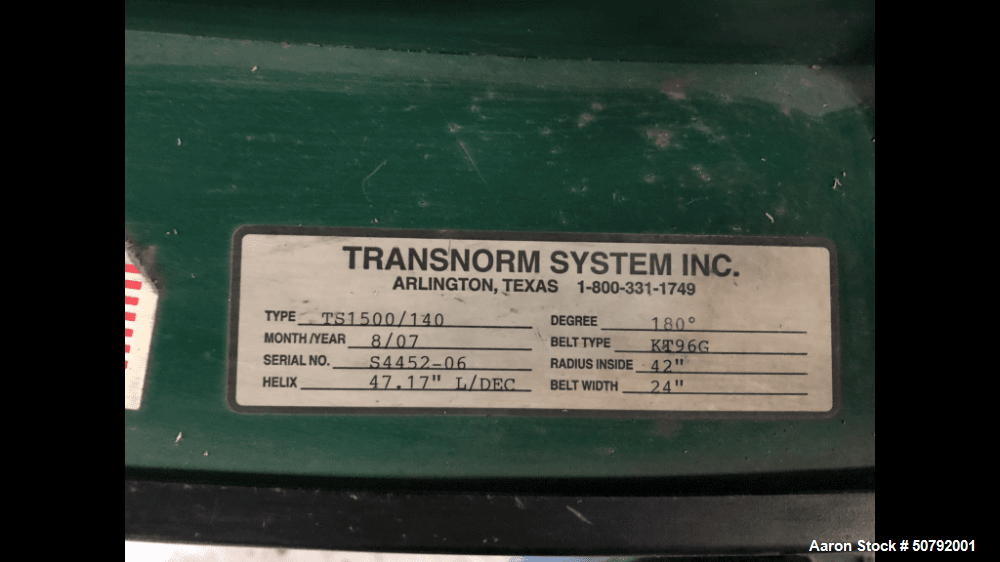 TRANSNORM SYSTEM INC.
ARLINGTON, TEXAS 1-800-331-1749
TYPE TS1500/140
MONTH/YEAR 8/07
SERIAL NO. S4452-06
HELIX 47.17" L/DEC
DEGREE 180°
BELT TYPE KT96G
RADIUS INSIDE 42"
BELT WIDTH 24"
Aaron Stock # 50792001